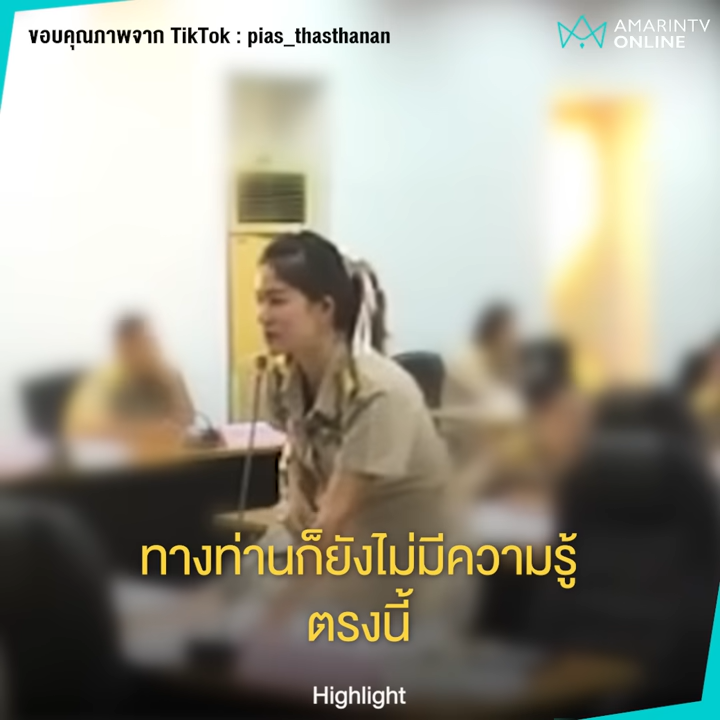 ขอบคุณภาพจาก TikTok : pias_thasthanan
AMARINTV
ONLINE
ทางท่านก็ยังไม่มีความรู้
ตรงนี้
Highlight